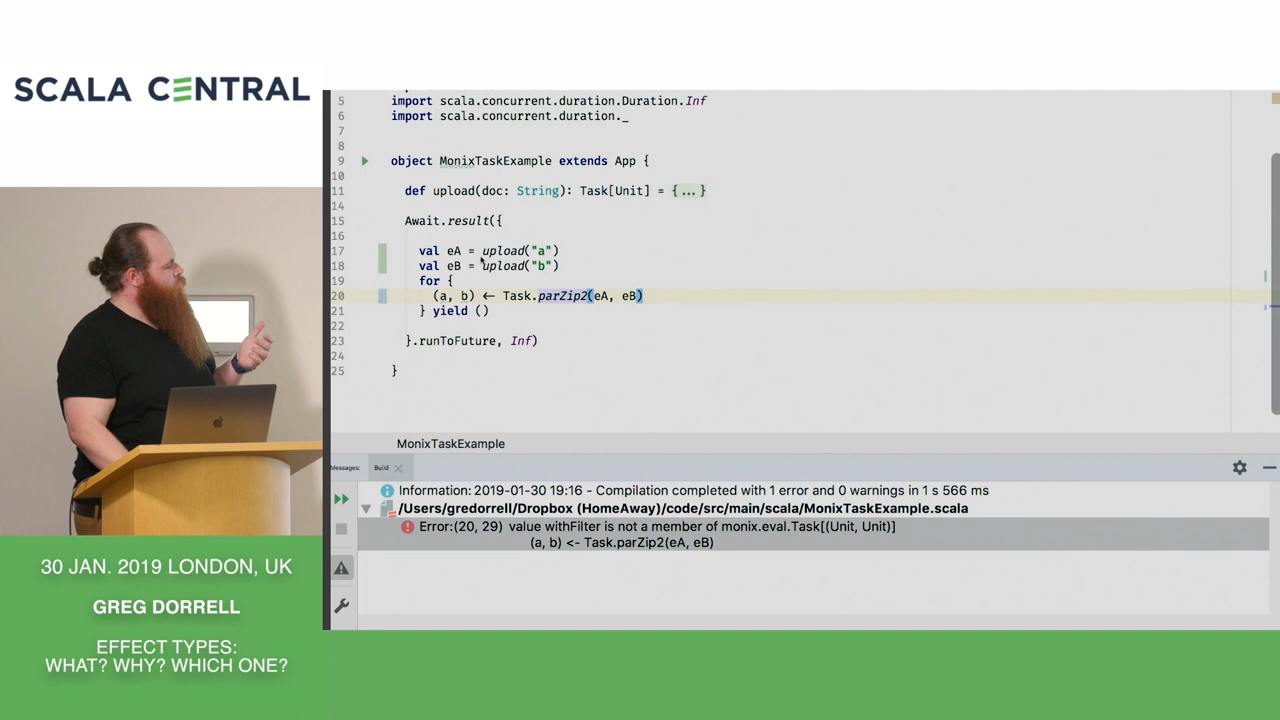 SCALA CENTRAL
5 import scala.concurrent.duration.Duration.Inf
6 import scala.concurrent.duration._
7
8
9 object MonixTaskExample extends App {
10
11 def upload(doc: String): Task[Unit] = {...}
14
15 Await.result({
16
17 val eA = upload("a")
18 val eB = upload("b")
19 for {
20 (a, b) ← Task.parZip2(eA, eB)
21 } yield ()
22
23 }.runToFuture, Inf)
24
25 }
MonixTaskExample
Messages: Build
Information: 2019-01-30 19:16 - Compilation completed with 1 error and 0 warnings in 1 s 566 ms
/Users/gredorrell/Dropbox (HomeAway)/code/src/main/scala/MonixTaskExample.scala
Error:(20, 29) value withFilter is not a member of monix.eval.Task[(Unit, Unit)]
(a, b) <- Task.parZip2(eA, eB)
30 JAN. 2019 LONDON, UK
GREG DORRELL
EFFECT TYPES:
WHAT? WHY? WHICH ONE?